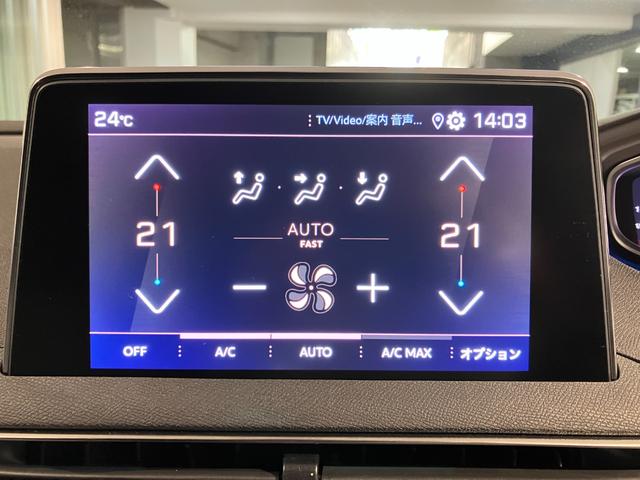 24℃ TV/Video/案内 音声... 14:03
21 AUTO 21
FAST
OFF A/C AUTO A/C MAX オプション